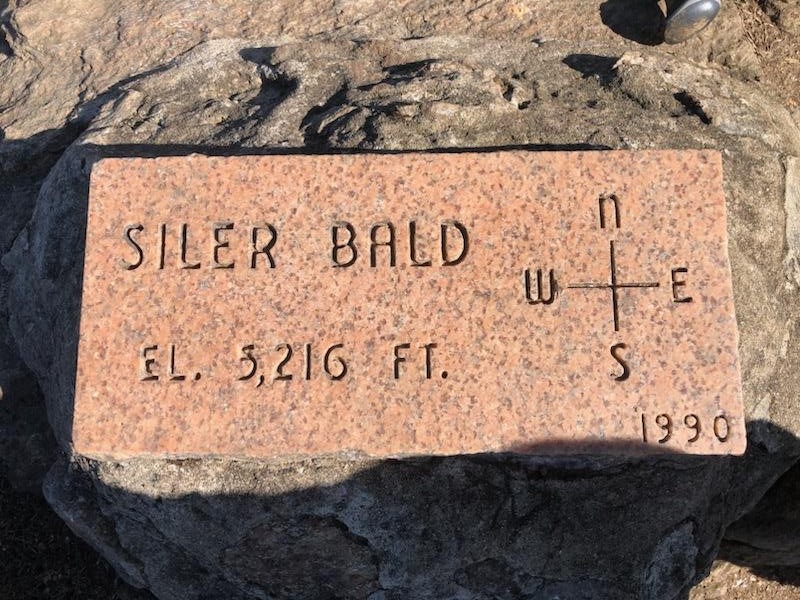 SILER BALD
EL. 5,216 FT.
n
W E
S
1990